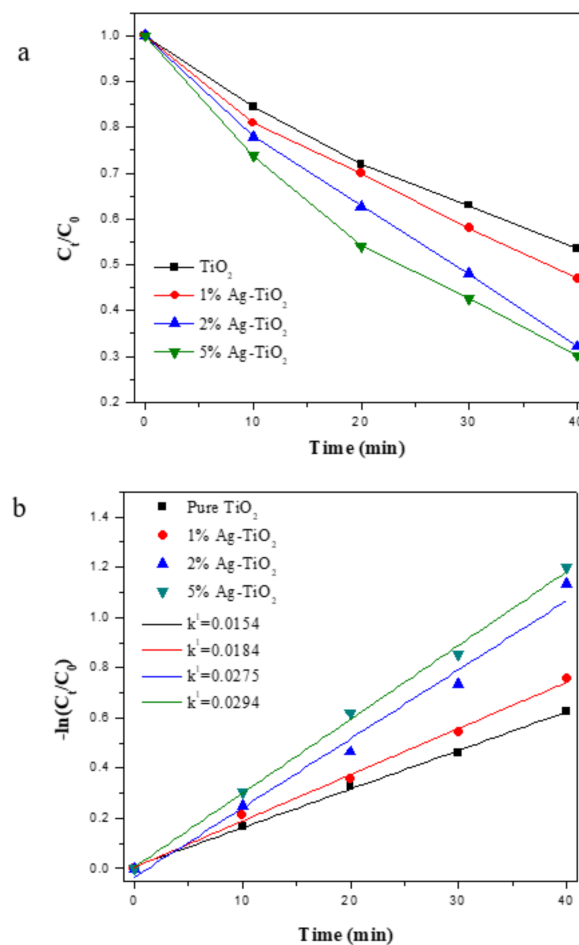 a
1.0
0.9
0.8
0.7
0.6
0.5
0.4
0.3
0.2
Cₜ/C₀
TiO₂
1% Ag-TiO₂
2% Ag-TiO₂
5% Ag-TiO₂
0 10 20 30 40
Time (min)
b
1.4
1.2
1.0
0.8
0.6
0.4
0.2
0.0
-ln(Cₜ/C₀)
Pure TiO₂
1% Ag-TiO₂
2% Ag-TiO₂
5% Ag-TiO₂
k¹=0.0154
k¹=0.0184
k¹=0.0275
k¹=0.0294
0 10 20 30 40
Time (min)